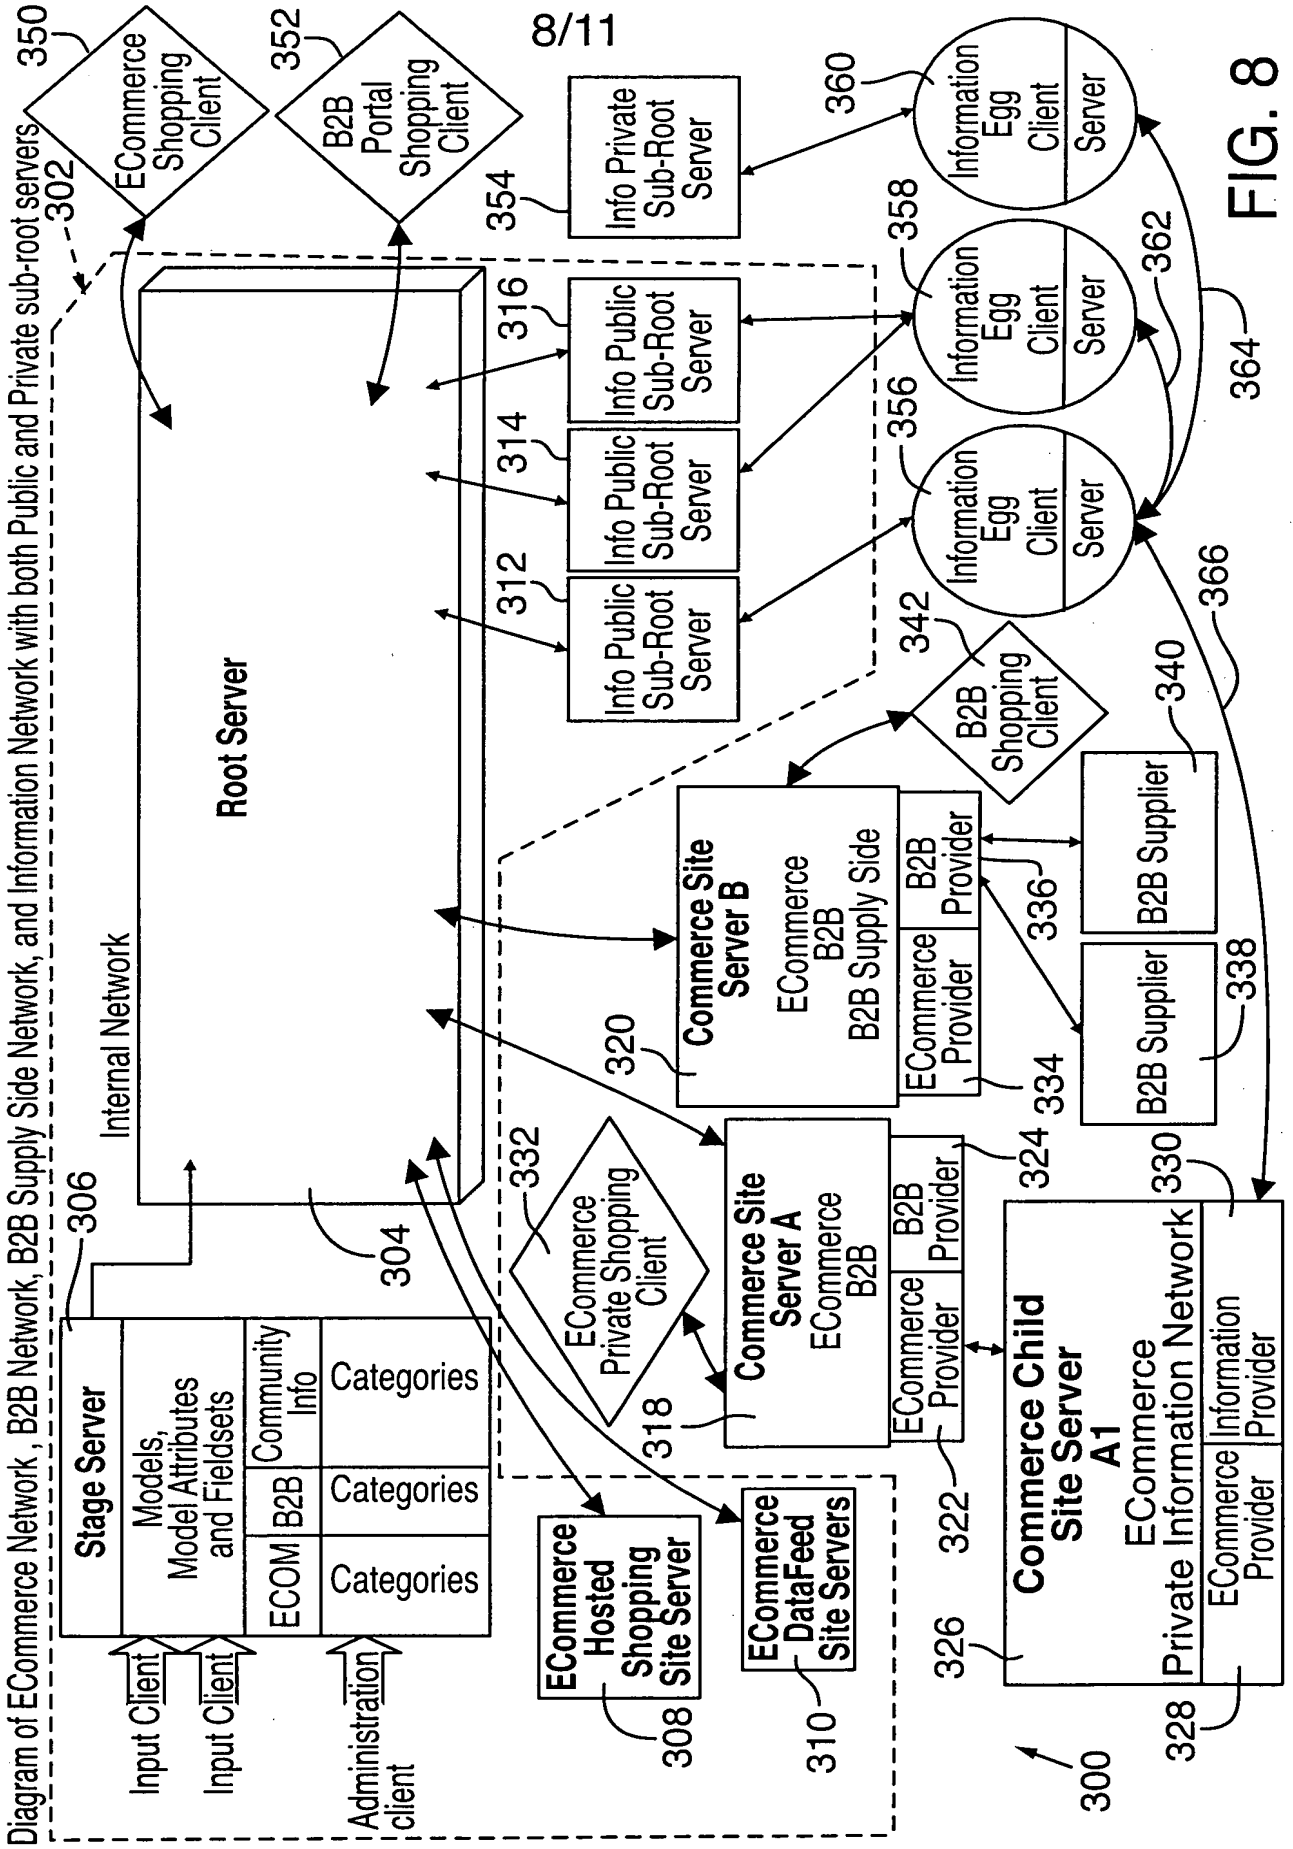 8/11
Diagram of ECommerce Network, B2B Network, B2B Supply Side Network, and Information Network with both Public and Private sub-root servers
302
Internal Network
Input Client
Input Client
Administration
client
Stage Server
306
Models,
Model Attributes
and Fieldsets
ECOM
B2B
Community
Info
Categories
Categories
Categories
Root Server
304
350
ECommerce
Shopping
Client
352
B2B
Portal
Shopping
Client
ECommerce
Hosted
Shopping
Site Server
308
ECommerce
DataFeed
Site Servers
310
332
ECommerce
Private Shopping
Client
318
Commerce Site
Server A
ECommerce
B2B
ECommerce
Provider
322
B2B
Provider
324
320
Commerce Site
Server B
ECommerce
B2B
B2B Supply Side
ECommerce
Provider
334
B2B
Provider
336
342
B2B
Shopping
Client
B2B Supplier
338
B2B Supplier
340
312
Info Public
Sub-Root
Server
314
Info Public
Sub-Root
Server
316
Info Public
Sub-Root
Server
354
Info Private
Sub-Root
Server
356
Information
Egg
Client
Server
358
Information
Egg
Client
Server
360
Information
Egg
Client
Server
362
364
366
326
Commerce Child
Site Server
A1
ECommerce
Private Information Network
ECommerce
Provider
328
Information
Provider
330
300
FIG. 8